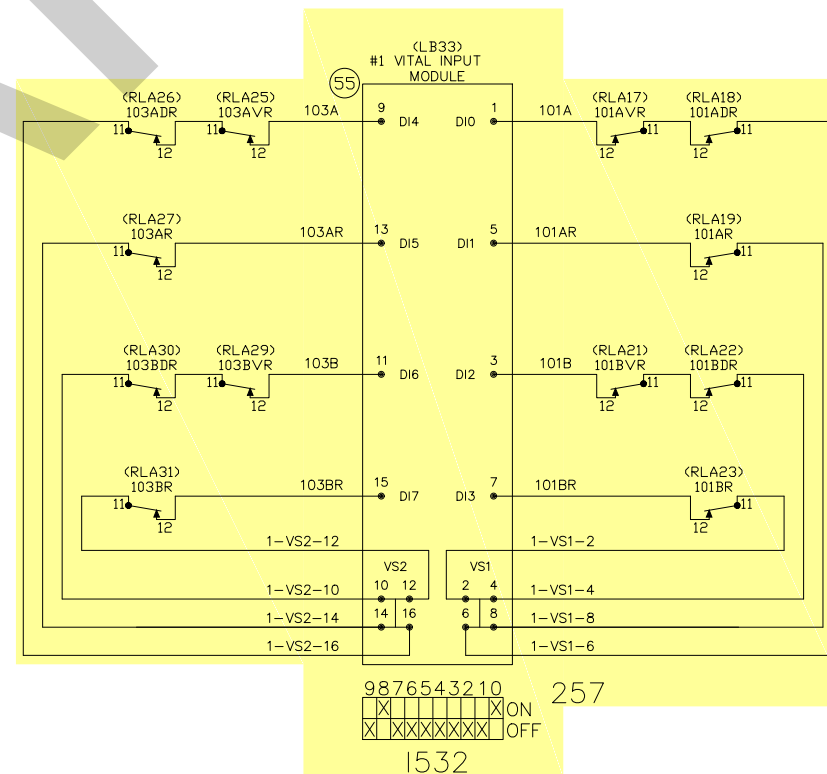 (LB33)
#1 VITAL INPUT
MODULE
55
(RLA26)
103ADR
11
12
(RLA25)
103AVR
11
12
103A
9
DI4
1
DI0
101A
(RLA17)
101AVR
11
12
(RLA18)
101ADR
11
12
(RLA27)
103AR
11
12
103AR
13
DI5
5
DI1
101AR
(RLA19)
101AR
11
12
(RLA30)
103BDR
11
12
(RLA29)
103BVR
11
12
103B
11
DI6
3
DI2
101B
(RLA21)
101BVR
11
12
(RLA22)
101BDR
11
12
(RLA31)
103BR
11
12
103BR
15
DI7
7
DI3
101BR
(RLA23)
101BR
11
12
1-VS2-12
1-VS1-2
VS2
VS1
1-VS2-10
10 12
2 4
1-VS1-4
1-VS2-14
14 16
6 8
1-VS1-8
1-VS2-16
1-VS1-6
9876543210
257
X X ON
X XXXXXXX OFF
1532